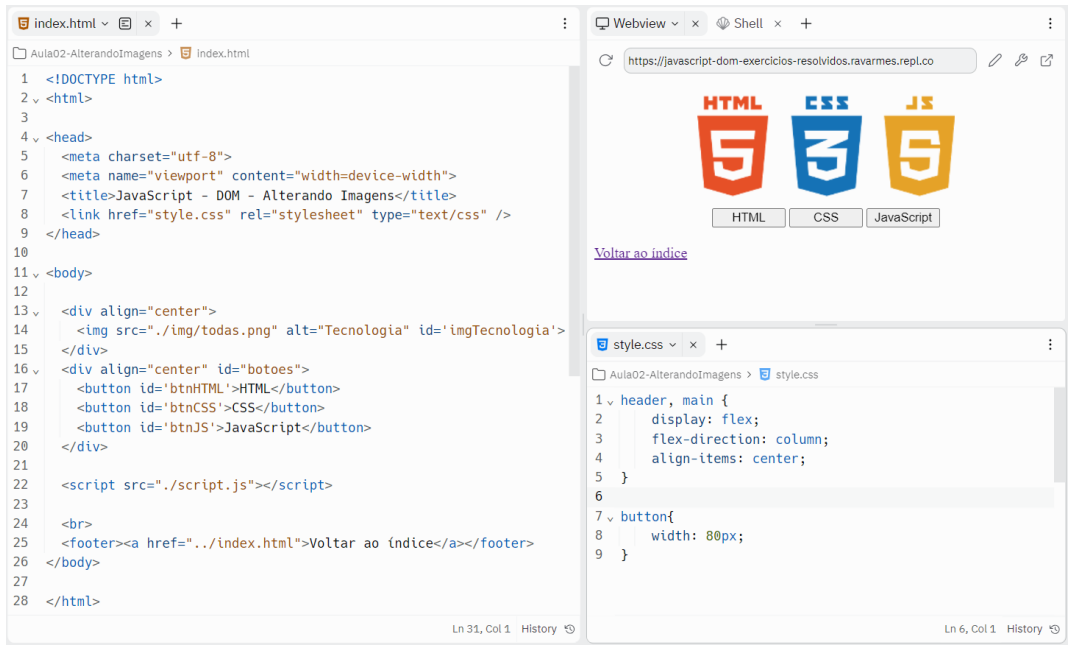 index.html
Aula02-AlterandoImagens > index.html
1 <!DOCTYPE html>
2 <html>
3
4 <head>
5 <meta charset="utf-8">
6 <meta name="viewport" content="width=device-width">
7 <title>JavaScript - DOM - Alterando Imagens</title>
8 <link href="style.css" rel="stylesheet" type="text/css" />
9 </head>
10
11 <body>
12
13 <div align="center">
14 <img src="./img/todas.png" alt="Tecnologia" id='imgTecnologia'>
15 </div>
16 <div align="center" id="botoes">
17 <button id='btnHTML'>HTML</button>
18 <button id='btnCSS'>CSS</button>
19 <button id='btnJS'>JavaScript</button>
20 </div>
21
22 <script src="./script.js"></script>
23
24 <br>
25 <footer><a href="../index.html">Voltar ao índice</a></footer>
26 </body>
27
28 </html>
Ln 31, Col 1 History
Webview Shell
https://javascript-dom-exercicios-resolvidos.ravarmes.repl.co
HTML CSS JS
5 3 5
HTML CSS JavaScript
Voltar ao índice
style.css
Aula02-AlterandoImagens > style.css
1 header, main {
2 display: flex;
3 flex-direction: column;
4 align-items: center;
5 }
6
7 button{
8 width: 80px;
9 }
Ln 6, Col 1 History